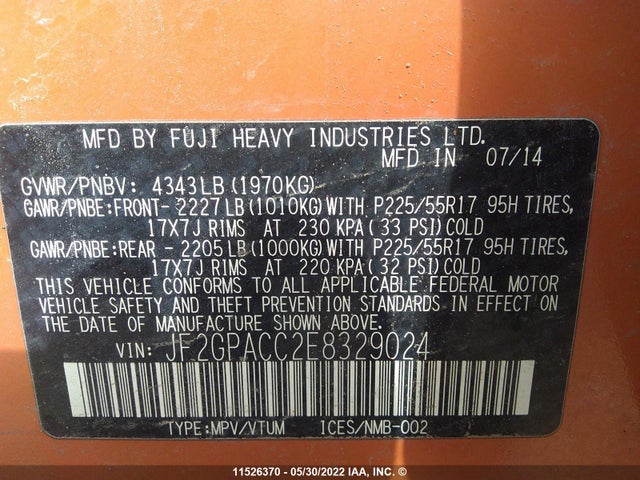 MFD BY FUJI HEAVY INDUSTRIES LTD.
MFD IN 07/14
GVWR/PNBV: 4343LB(1970KG)
GAWR/PNBE:FRONT- 2227LB(1010KG)WITH P225/55R17 95H TIRES,
17X7J RIMS AT 230 KPA(33 PSI)COLD
GAWR/PNBE:REAR - 2205LB(1000KG)WITH P225/55R17 95H TIRES,
17X7J RIMS AT 220 KPA(32 PSI)COLD
THIS VEHICLE CONFORMS TO ALL APPLICABLE FEDERAL MOTOR
VEHICLE SAFETY AND THEFT PREVENTION STANDARDS IN EFFECT ON
THE DATE OF MANUFACTURE SHOWN ABOVE.
VIN: JF2GPACC2E8329024
TYPE:MPV/VTUM ICES/NMB-002
11526370 - 05/30/2022 IAA, INC. ©